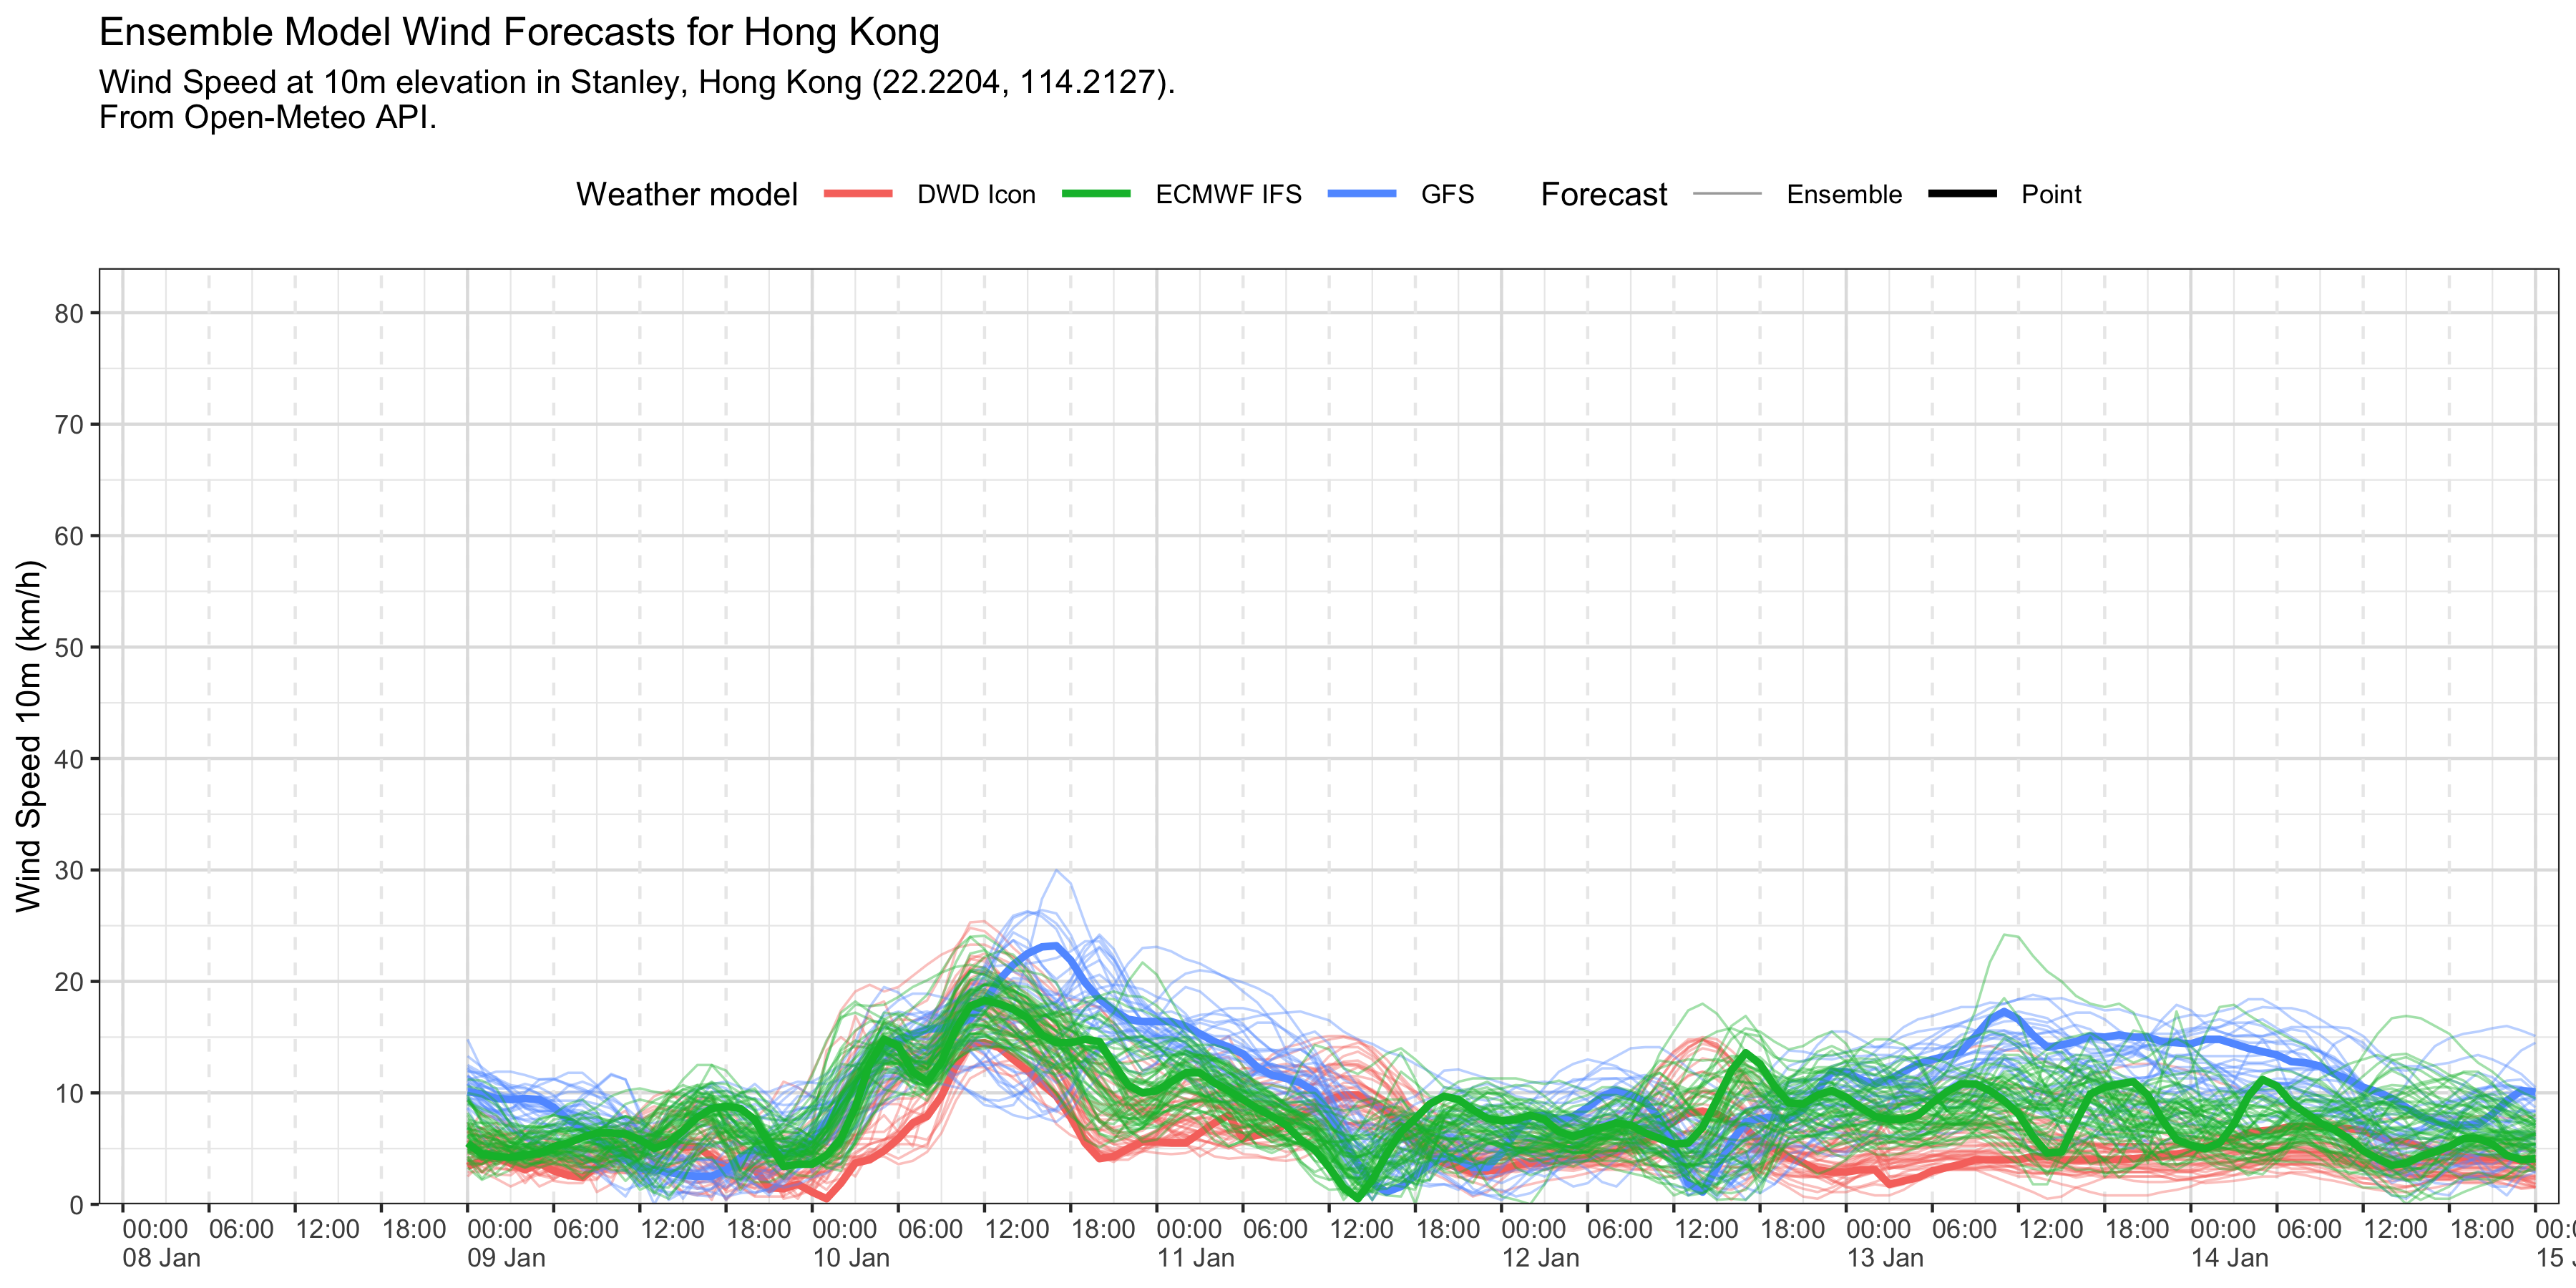 Ensemble Model Wind Forecasts for Hong Kong
Wind Speed at 10m elevation in Stanley, Hong Kong (22.2204, 114.2127).
From Open-Meteo API.
Weather model DWD Icon ECMWF IFS GFS Forecast Ensemble Point
Wind Speed 10m (km/h)
80
70
60
50
40
30
20
10
0
00:00 06:00 12:00 18:00 00:00 06:00 12:00 18:00 00:00 06:00 12:00 18:00 00:00 06:00 12:00 18:00 00:00 06:00 12:00 18:00 00:00 06:00 12:00 18:00 00:00 06:00 12:00 18:00 00:0
08 Jan 09 Jan 10 Jan 11 Jan 12 Jan 13 Jan 14 Jan 15